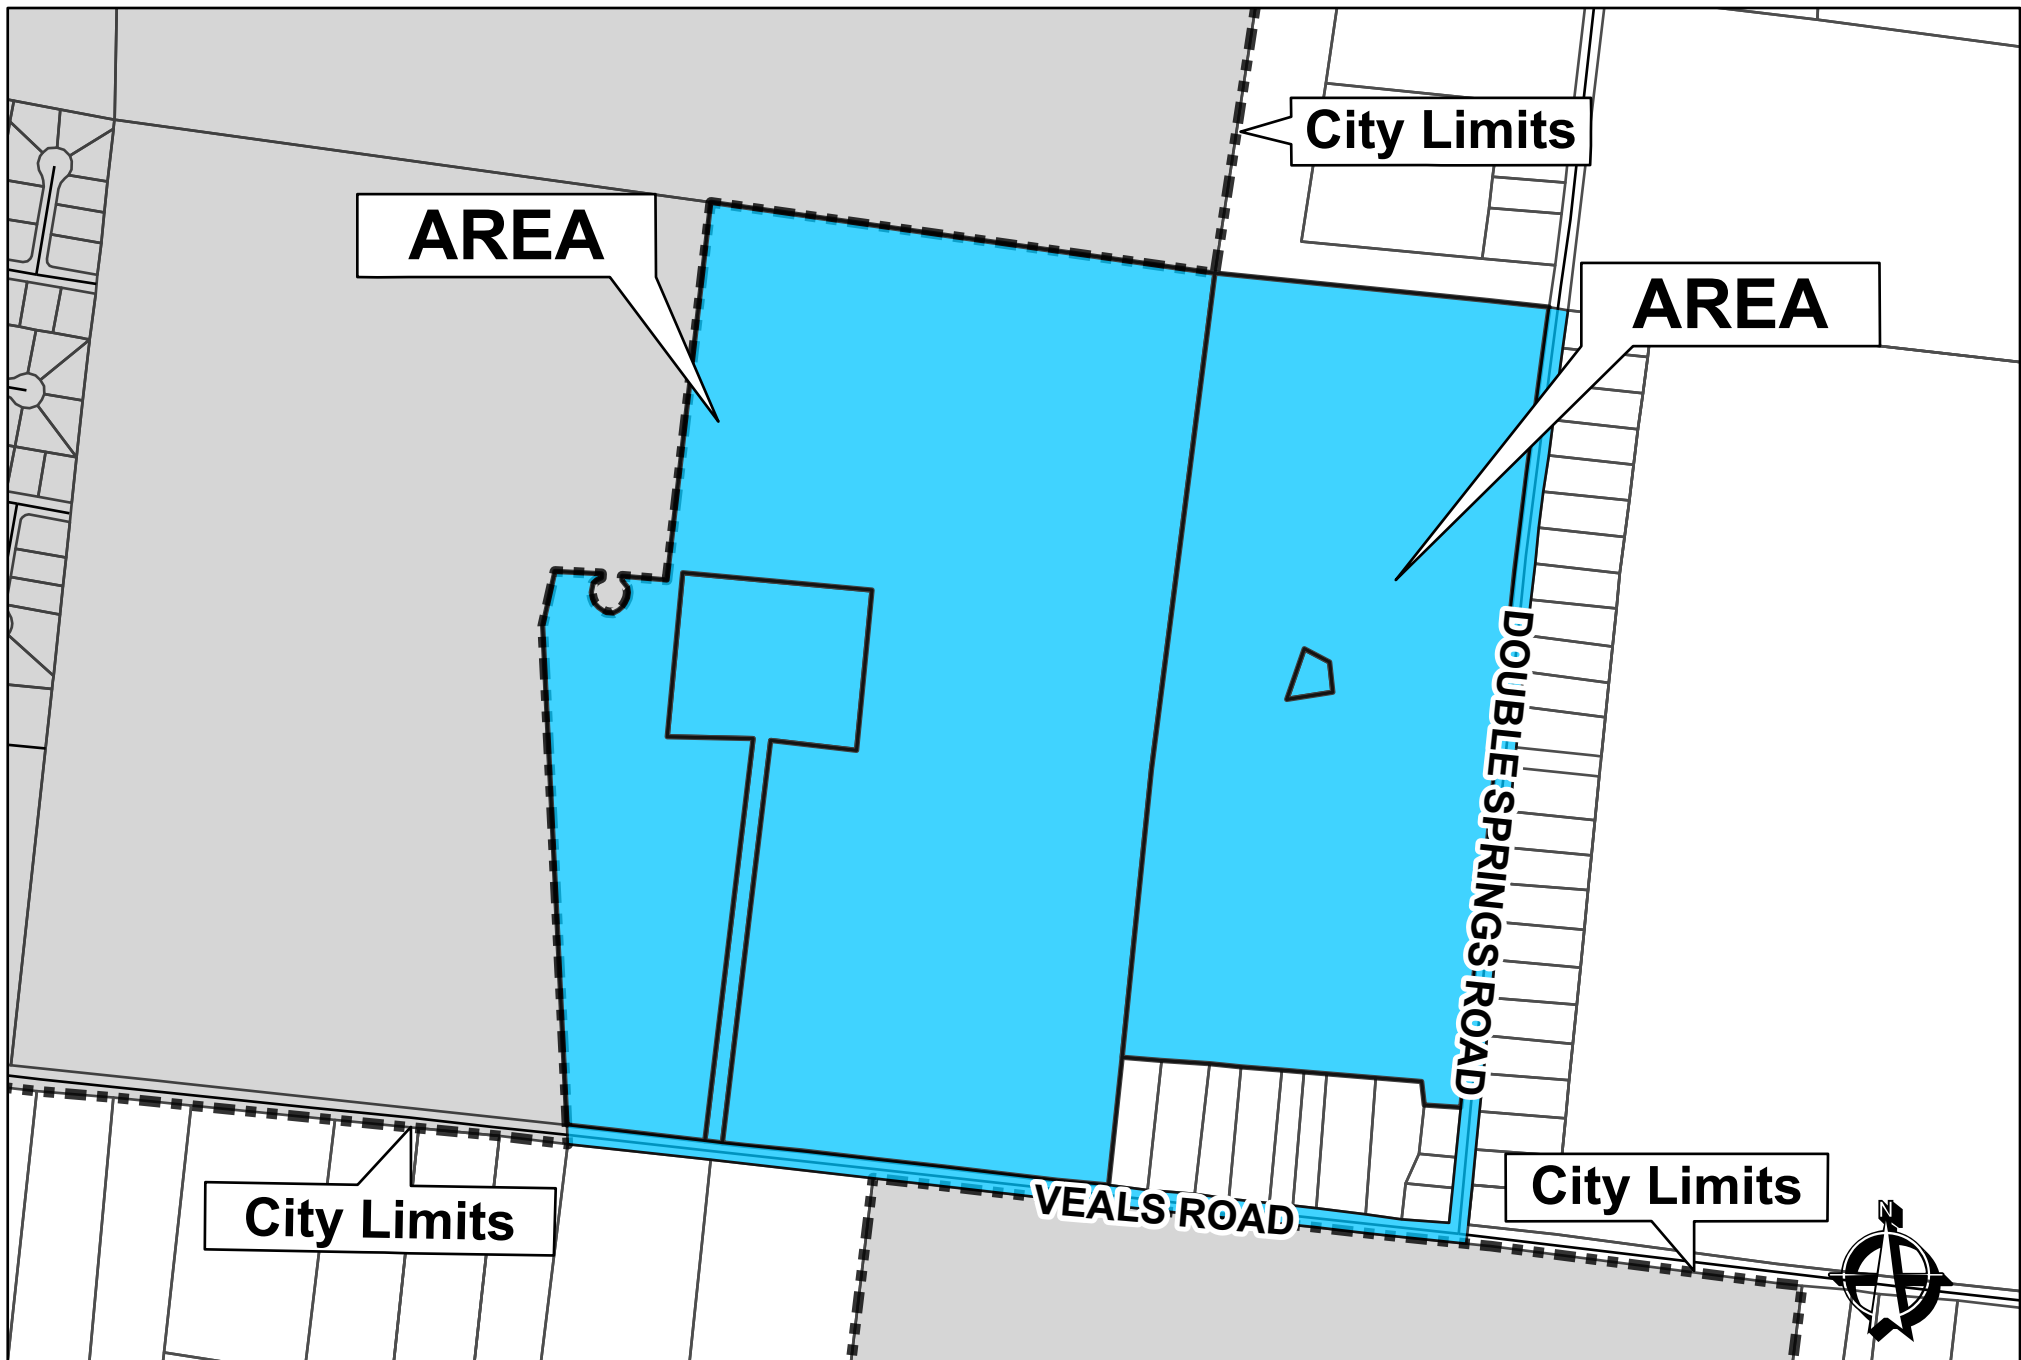 City Limits
AREA
AREA
DOUBLE SPRINGS ROAD
VEALS ROAD
City Limits
City Limits
N